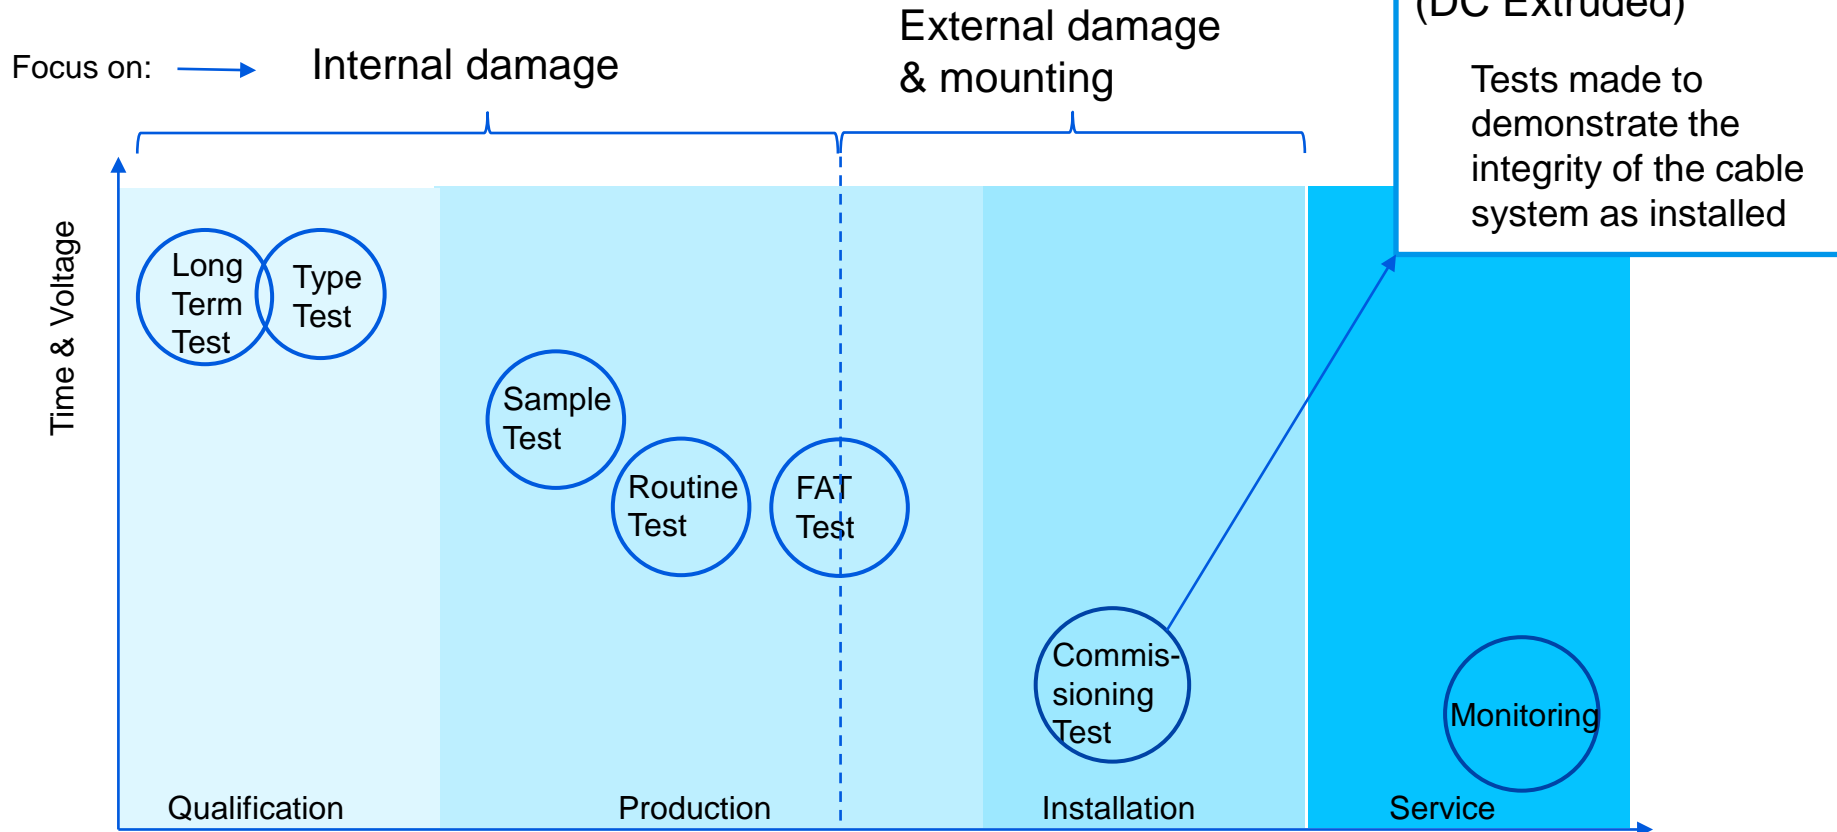 Focus on:
Internal damage
External damage
& mounting
(DC Extruded)
Tests made to
demonstrate the
integrity of the cable
system as installed
Time & Voltage
Long
Term
Test
Type
Test
Sample
Test
Routine
Test
FAT
Test
Commis-
sioning
Test
Monitoring
Qualification
Production
Installation
Service